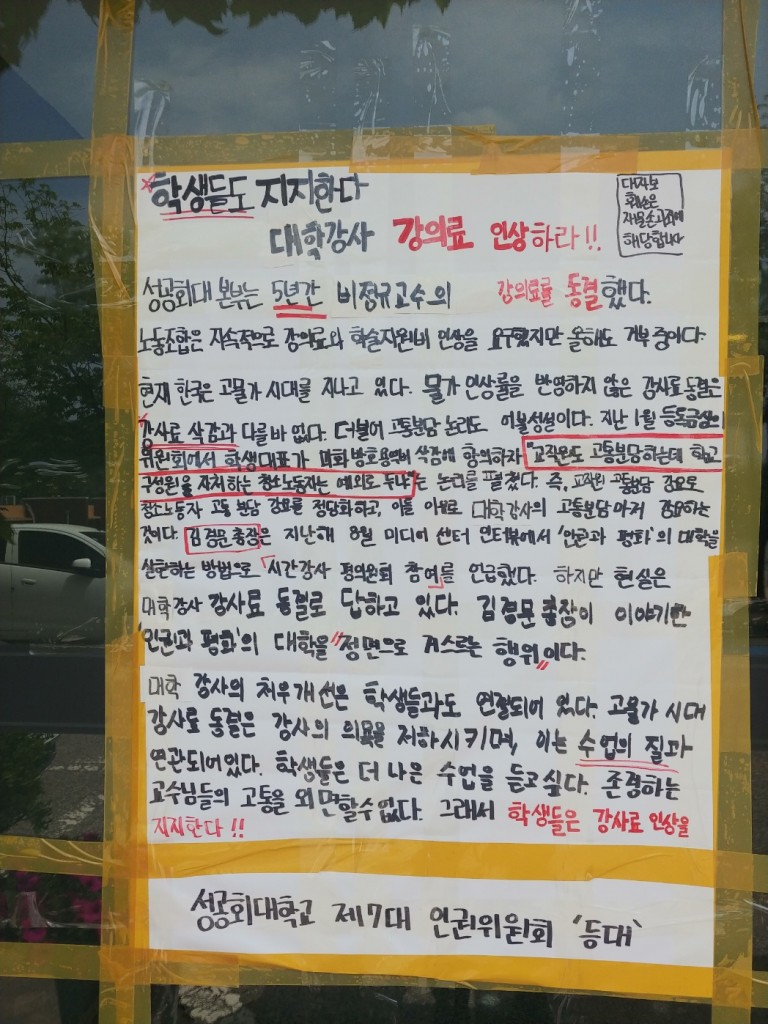 학생들도 지지한다
대학강사 강의료 인상하라!!
대자보
훼손은
재물손괴죄에
해당합니다
성공회대 본부는 5년간 비정규교수의 강의료를 동결했다.
노동조합은 지속적으로 강의료와 학술지원비 인상을 요구했지만 올해도 거부 중이다.
현재 한국은 고물가 시대를 지나고 있다. 물가 인상률을 반영하지 않은 강사료 동결은
강사료 삭감과 다를 바 없다. 더불어 고통분담 논리도 어불성설이다. 지난 1월 등록금심의
위원회에서 학생대표가 미화 방호용역비 삭감에 항의하자 "교직원도 고통분담하는데 학교
구성원을 자처하는 청소노동자는 예외로 두냐"는 논리를 펼쳤다. 즉, 교직원 고통분담 강요로
청소노동자 고통 분담 강요를 정당화하고, 이를 이유로 대학강사의 고통분담마저 강요하는
것이다. 김경문 총장은 지난해 8월 미디어 센터 인터뷰에서 '인권과 평화'의 대학을
실현하는 방법으로 「시간강사 평의원회 참여」를 언급했다. 하지만 현실은
대학강사 강사료 동결로 답하고 있다. 김경문 총장이 이야기한
'인권과 평화'의 대학을 "정면으로 거스르는 행위"이다.
대학 강사의 처우개선은 학생들과도 연결되어 있다. 고물가 시대
강사료 동결은 강사의 의욕을 저하시키며, 이는 수업의 질과
연관되어있다. 학생들은 더 나은 수업을 듣고싶다. 존경하는
교수님들의 고통을 외면할수없다. 그래서 학생들은 강사료 인상을
지지한다!!
성공회대학교 제7대 인권위원회 '등대'